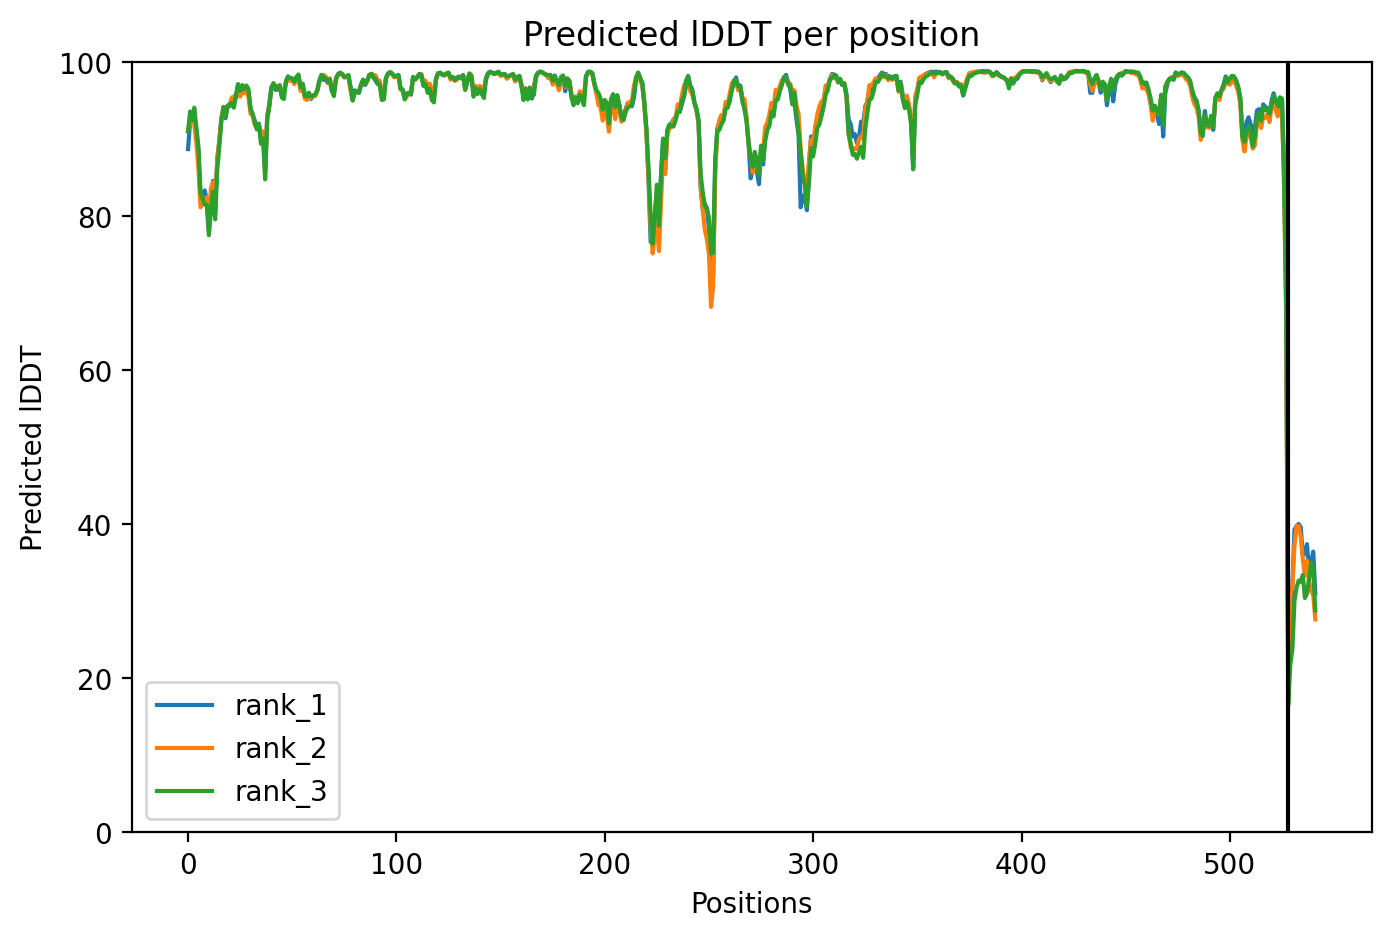 Predicted lDDT per position
100
80
60
40
20
0
Predicted lDDT
rank_1
rank_2
rank_3
0 100 200 300 400 500
Positions